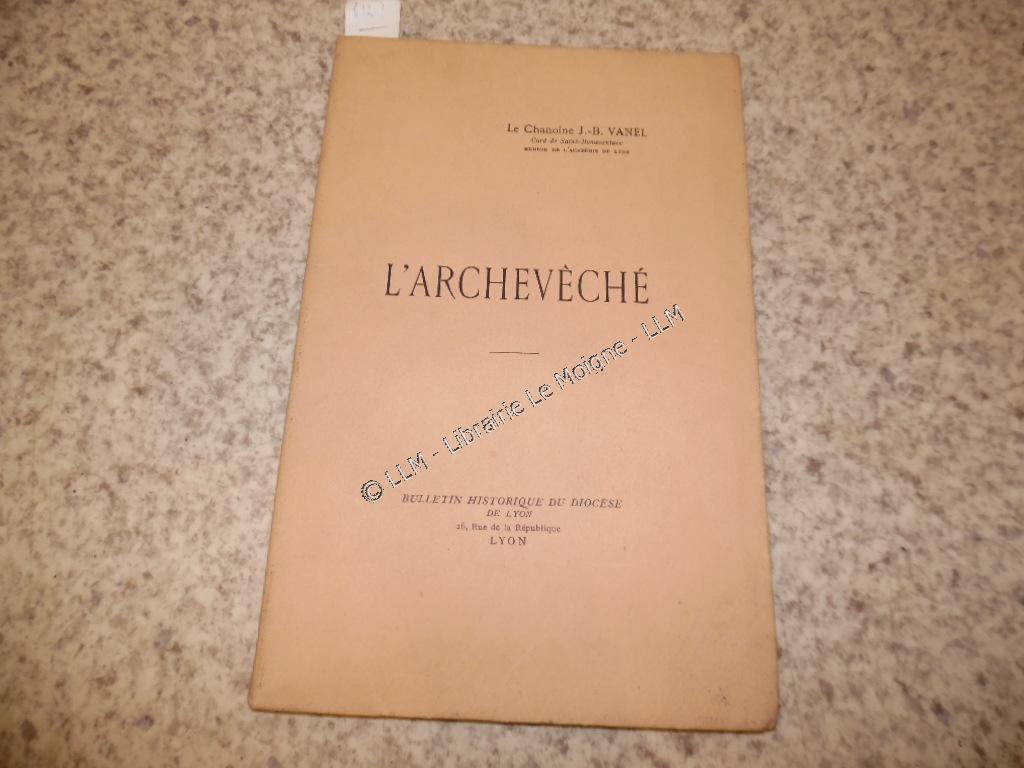 Le Chanoine J.-B. VANEL
Curé de Saint-Bonaventure
MEMBRE DE L'ACADÉMIE DE LYON
L'ARCHEVÈCHÉ
© LLM - Librairie Le Moigne - LLM
BULLETIN HISTORIQUE DU DIOCÈSE
DE LYON
26, Rue de la République
LYON